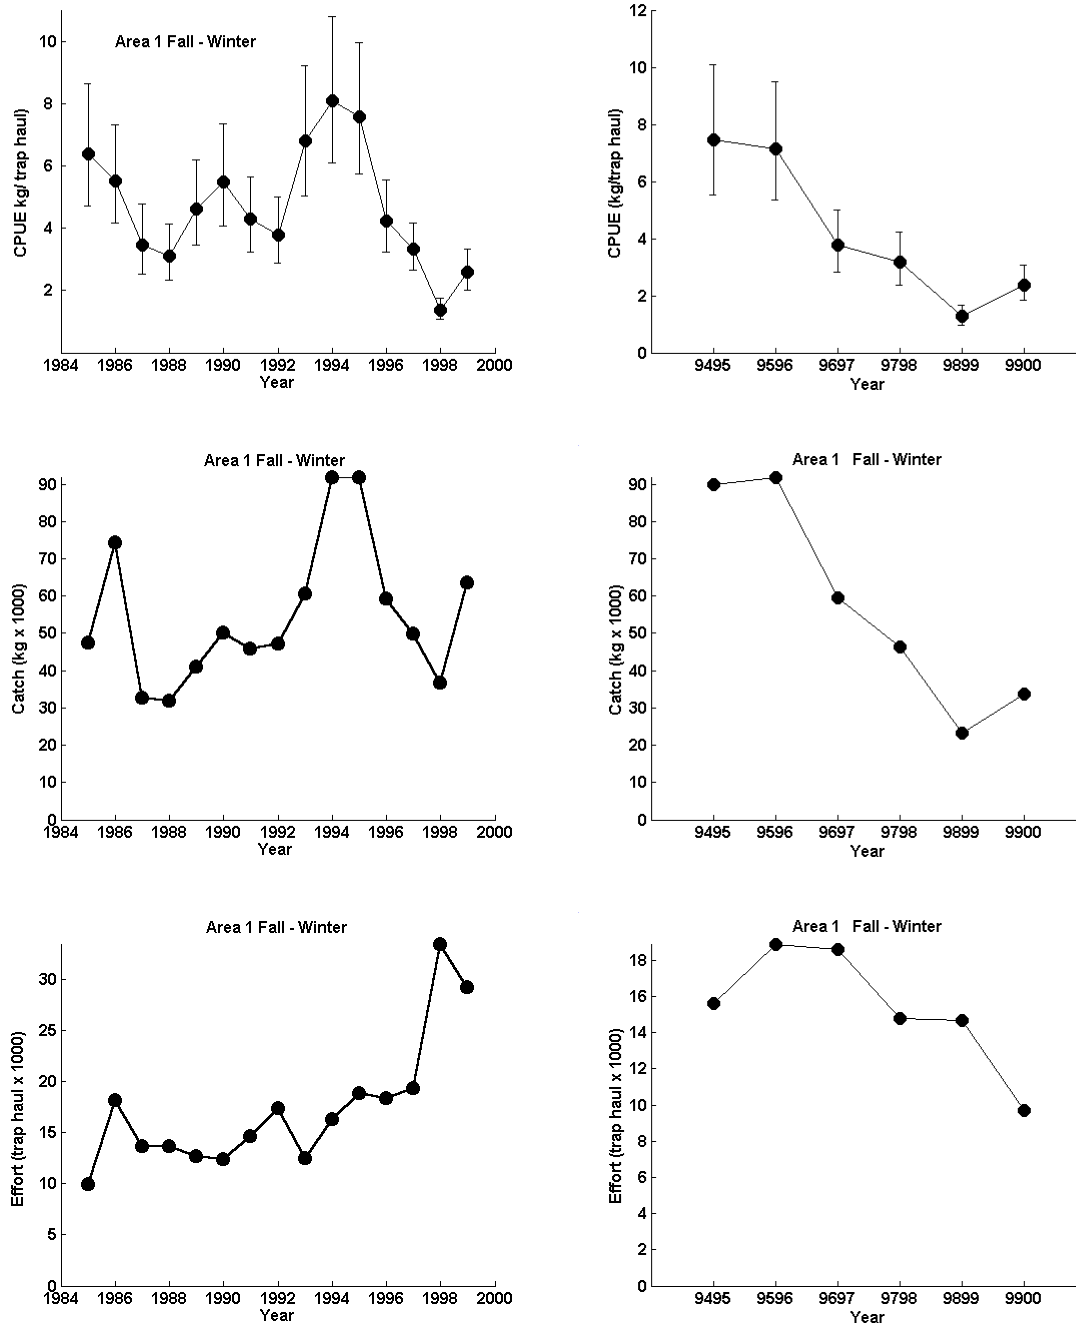 Area 1 Fall - Winter
CPUE kg/ trap haul)
10
8
6
4
2
1984 1986 1988 1990 1992 1994 1996 1998 2000
Year
CPUE (kg/trap haul)
12
10
8
6
4
2
0
9495 9596 9697 9798 9899 9900
Year
Area 1 Fall - Winter
Catch (kg x 1000)
90
80
70
60
50
40
30
20
10
0
1984 1986 1988 1990 1992 1994 1996 1998 2000
Year
Area 1 Fall - Winter
Catch (kg x 1000)
90
80
70
60
50
40
30
20
10
0
9495 9596 9697 9798 9899 9900
Year
Area 1 Fall - Winter
Effort (trap haul x 1000)
30
25
20
15
10
5
0
1984 1986 1988 1990 1992 1994 1996 1998 2000
Year
Area 1 Fall - Winter
Effort (trap haul x 1000)
18
16
14
12
10
8
6
4
2
0
9495 9596 9697 9798 9899 9900
Year